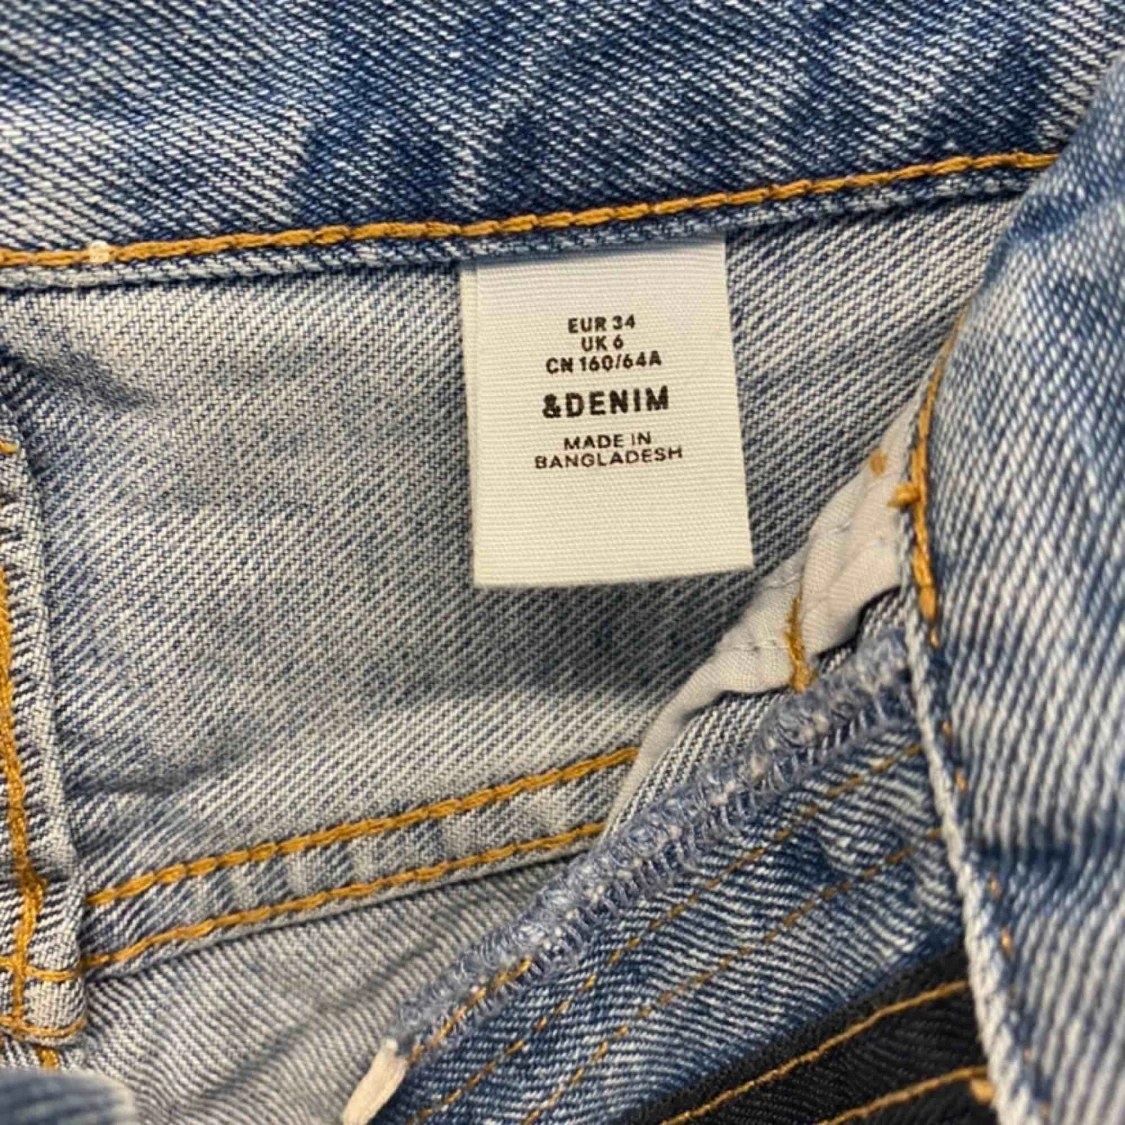 EUR 34
UK 6
CN 160/64A
&DENIM
MADE IN
BANGLADESH